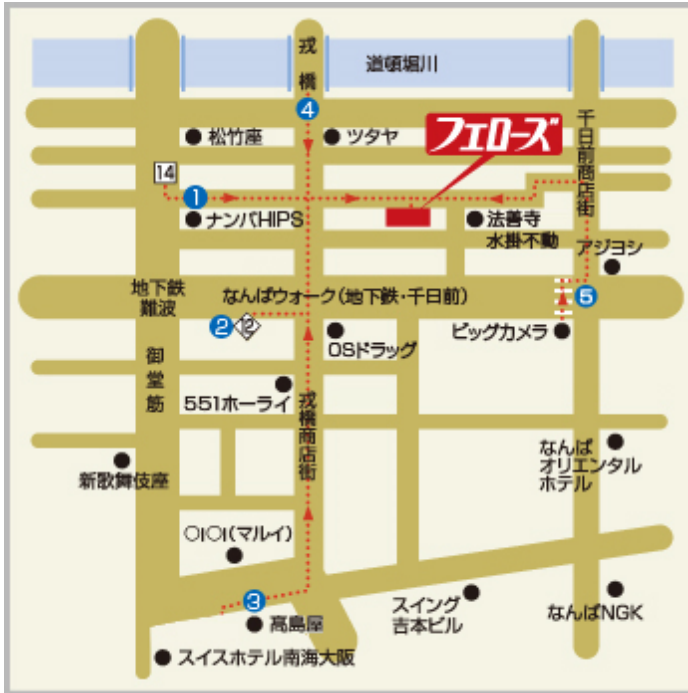 戎橋
道頓堀川
千日前商店街
4
松竹座
ツタヤ
フェローズ
14
1
ナンバHIPS
法善寺
水掛不動
アジヨシ
地下鉄
難波
なんばウォーク(地下鉄・千日前)
5
2
12
OSドラッグ
ビッグカメラ
御堂筋
551ホーライ
戎橋商店街
なんば
オリエンタル
ホテル
新歌舞伎座
○I○I(マルイ)
3
高島屋
スイング
吉本ビル
なんばNGK
スイスホテル南海大阪